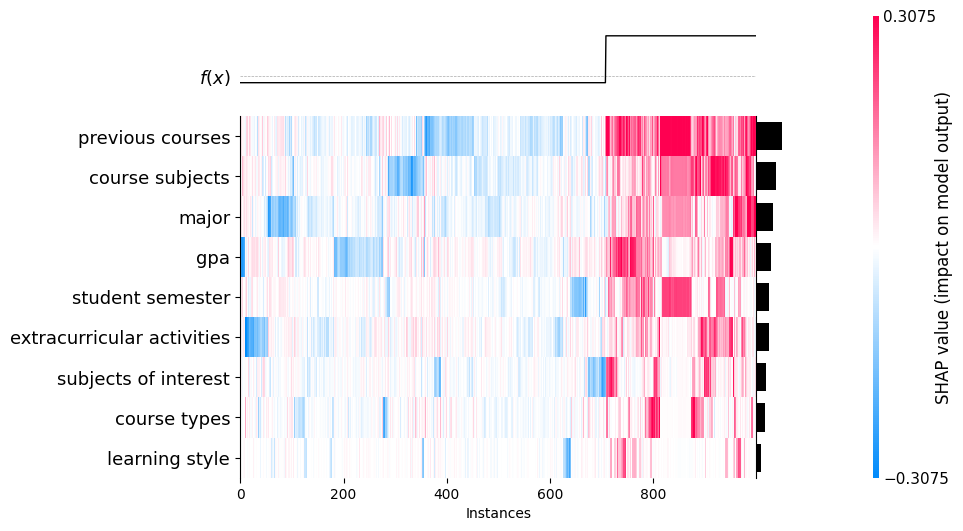 0.3075
f(x)
previous courses
course subjects
major
gpa
student semester
extracurricular activities
subjects of interest
course types
learning style
0 200 400 600 800
Instances
−0.3075
SHAP value (impact on model output)